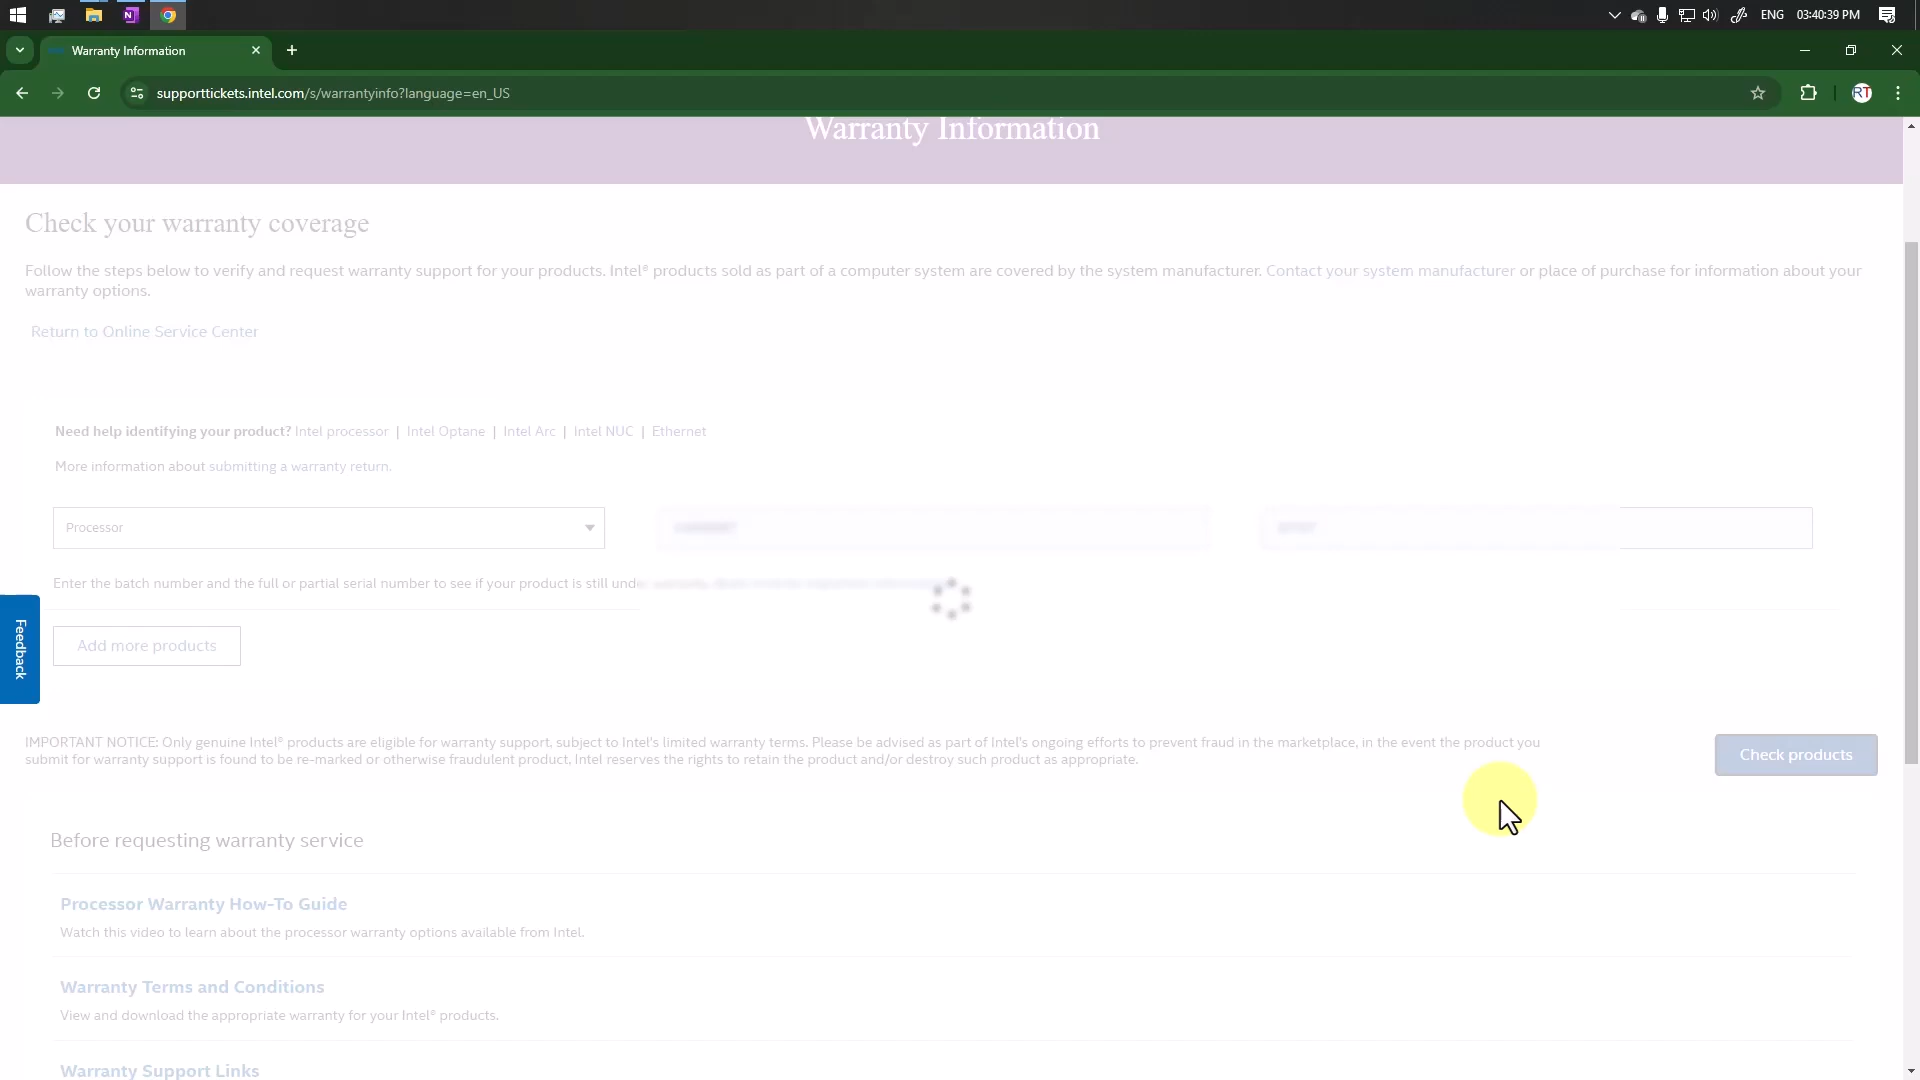 ENG 03:40:39 PM
Warranty Information
supporttickets.intel.com/s/warrantyinfo?language=en_US
RT
Warranty Information
Check your warranty coverage
Follow the steps below to verify and request warranty support for your products. Intel® products sold as part of a computer system are covered by the system manufacturer. Contact your system manufacturer or place of purchase for information about your
warranty options.
Return to Online Service Center
Need help identifying your product? Intel processor | Intel Optane | Intel Arc | Intel NUC | Ethernet
More information about submitting a warranty return.
Processor
Enter the batch number and the full or partial serial number to see if your product is still
Feedback
Add more products
IMPORTANT NOTICE: Only genuine Intel® products are eligible for warranty support, subject to Intel's limited warranty terms. Please be advised as part of Intel's ongoing efforts to prevent fraud in the marketplace, in the event the product you
submit for warranty support is found to be re-marked or otherwise fraudulent product, Intel reserves the rights to retain the product and/or destroy such product as appropriate.
Check products
Before requesting warranty service
Processor Warranty How-To Guide
Watch this video to learn about the processor warranty options available from Intel.
Warranty Terms and Conditions
View and download the appropriate warranty for your Intel® products.
Warranty Support Links